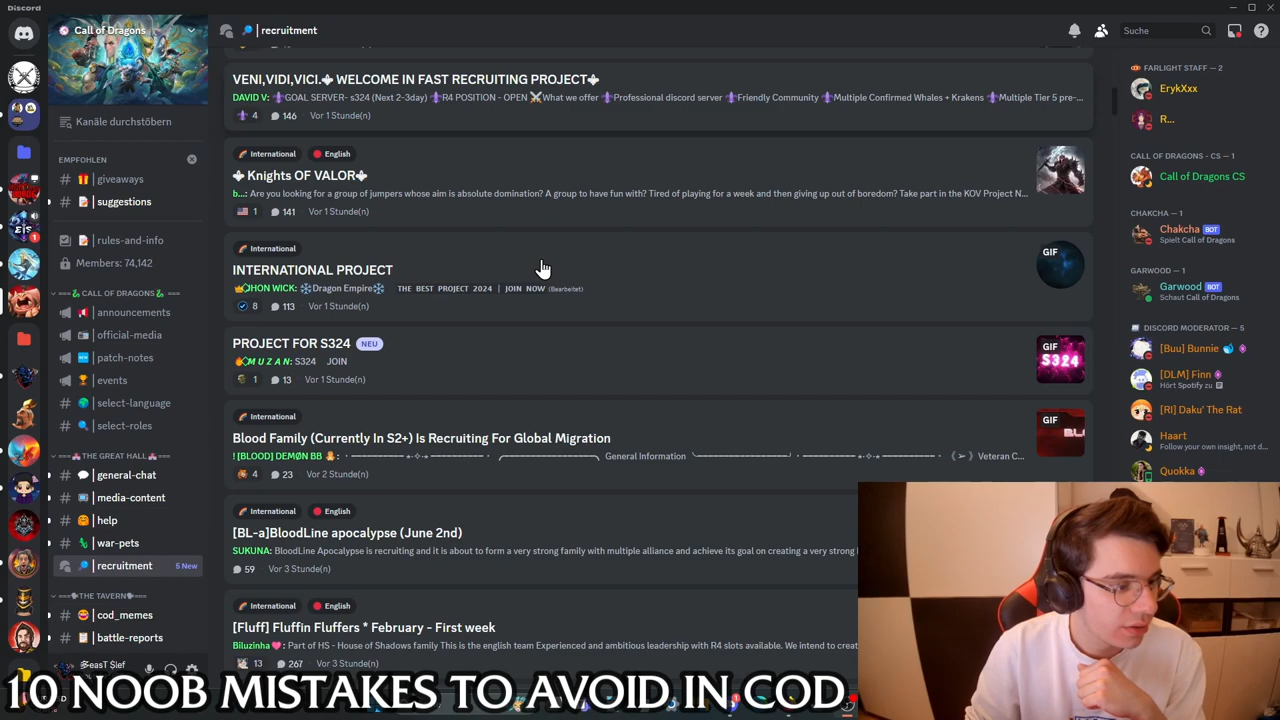 Discord
Call of Dragons
Kanäle durchstöbern
EMPFOHLEN
giveaways
suggestions
rules-and-info
Members: 74,142
===CALL OF DRAGONS ===
announcements
official-media
patch-notes
events
select-language
select-roles
===THE GREAT HALL===
general-chat
media-content
help
war-pets
recruitment 5 New
===THE TAVERN===
cod_memes
battle-reports
recruitment
Suche
VENI,VIDI,VICI. WELCOME IN FAST RECRUITING PROJECT
DAVID V: GOAL SERVER- s324 (Next 2-3day) R4 POSITION - OPEN What we offer Professional discord server Friendly Community Multiple Confirmed Whales + Krakens Multiple Tier 5 pre-...
4 146 Vor 1 Stunde(n)
International English
Knights OF VALOR
b...: Are you looking for a group of jumpers whose aim is absolute domination? A group to have fun with? Tired of playing for a week and then giving up out of boredom? Take part in the KOV Project N...
1 141 Vor 1 Stunde(n)
International
INTERNATIONAL PROJECT
JHON WICK: Dragon Empire THE BEST PROJECT 2024 | JOIN NOW (Bearbeitet)
8 113 Vor 1 Stunde(n)
GIF
PROJECT FOR S324 NEU
M U Z A N: S324 JOIN
1 13 Vor 1 Stunde(n)
GIF
S324
International
Blood Family (Currently In S2+) Is Recruiting For Global Migration
! [BLOOD] DEMØN BB : General Information Veteran C...
4 23 Vor 2 Stunde(n)
GIF
BL
International English
[BL-a]BloodLine apocalypse (June 2nd)
SUKUNA: BloodLine Apocalypse is recruiting and it is about to form a very strong family with multiple alliance and achieve its goal on creating a very strong
59 Vor 3 Stunde(n)
International English
[Fluff] Fluffin Fluffers * February - First week
Biluzinha: Part of HS - House of Shadows family This is the english team Experienced and ambitious leadership with R4 slots available. We intend to creat
13 267 Vor 3 Stunde(n)
FARLIGHT STAFF — 2
ErykXxx
R...
CALL OF DRAGONS - CS — 1
Call of Dragons CS
CHAKCHA — 1
Chakcha BOT
Spielt Call of Dragons
GARWOOD — 1
Garwood BOT
Schaut Call of Dragons
DISCORD MODERATOR — 5
[Buu] Bunnie
[DLM] Finn
Hört Spotify zu
[RI] Daku' The Rat
Haart
Follow your own insight, not d...
Quokka
10 NOOB MISTAKES TO AVOID IN COD